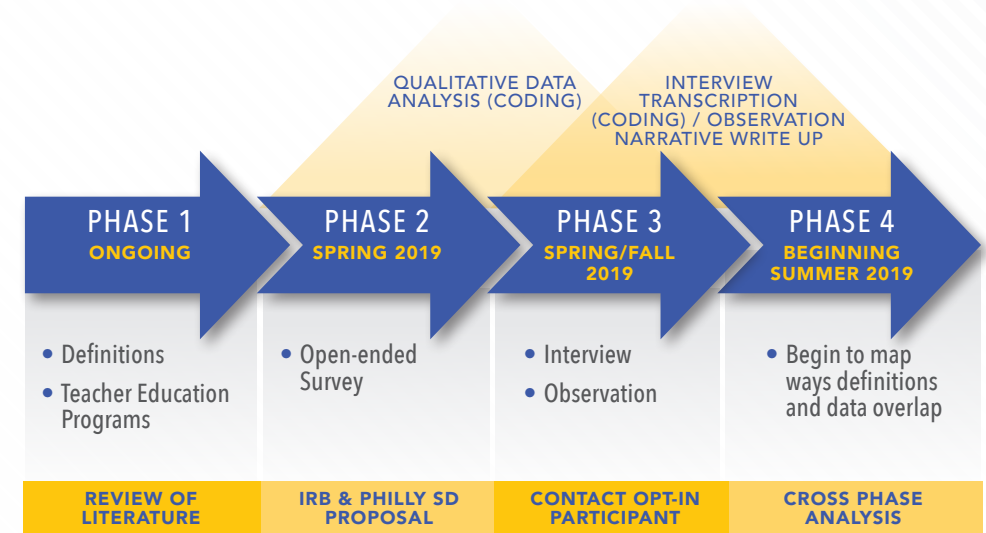 QUALITATIVE DATA
ANALYSIS (CODING)
INTERVIEW
TRANSCRIPTION
(CODING) / OBSERVATION
NARRATIVE WRITE UP
PHASE 1
ONGOING
PHASE 2
SPRING 2019
PHASE 3
SPRING/FALL
2019
PHASE 4
BEGINNING
SUMMER 2019
• Definitions
• Teacher Education
Programs
• Open-ended
Survey
• Interview
• Observation
• Begin to map
ways definitions
and data overlap
REVIEW OF
LITERATURE
IRB & PHILLY SD
PROPOSAL
CONTACT OPT-IN
PARTICIPANT
CROSS PHASE
ANALYSIS